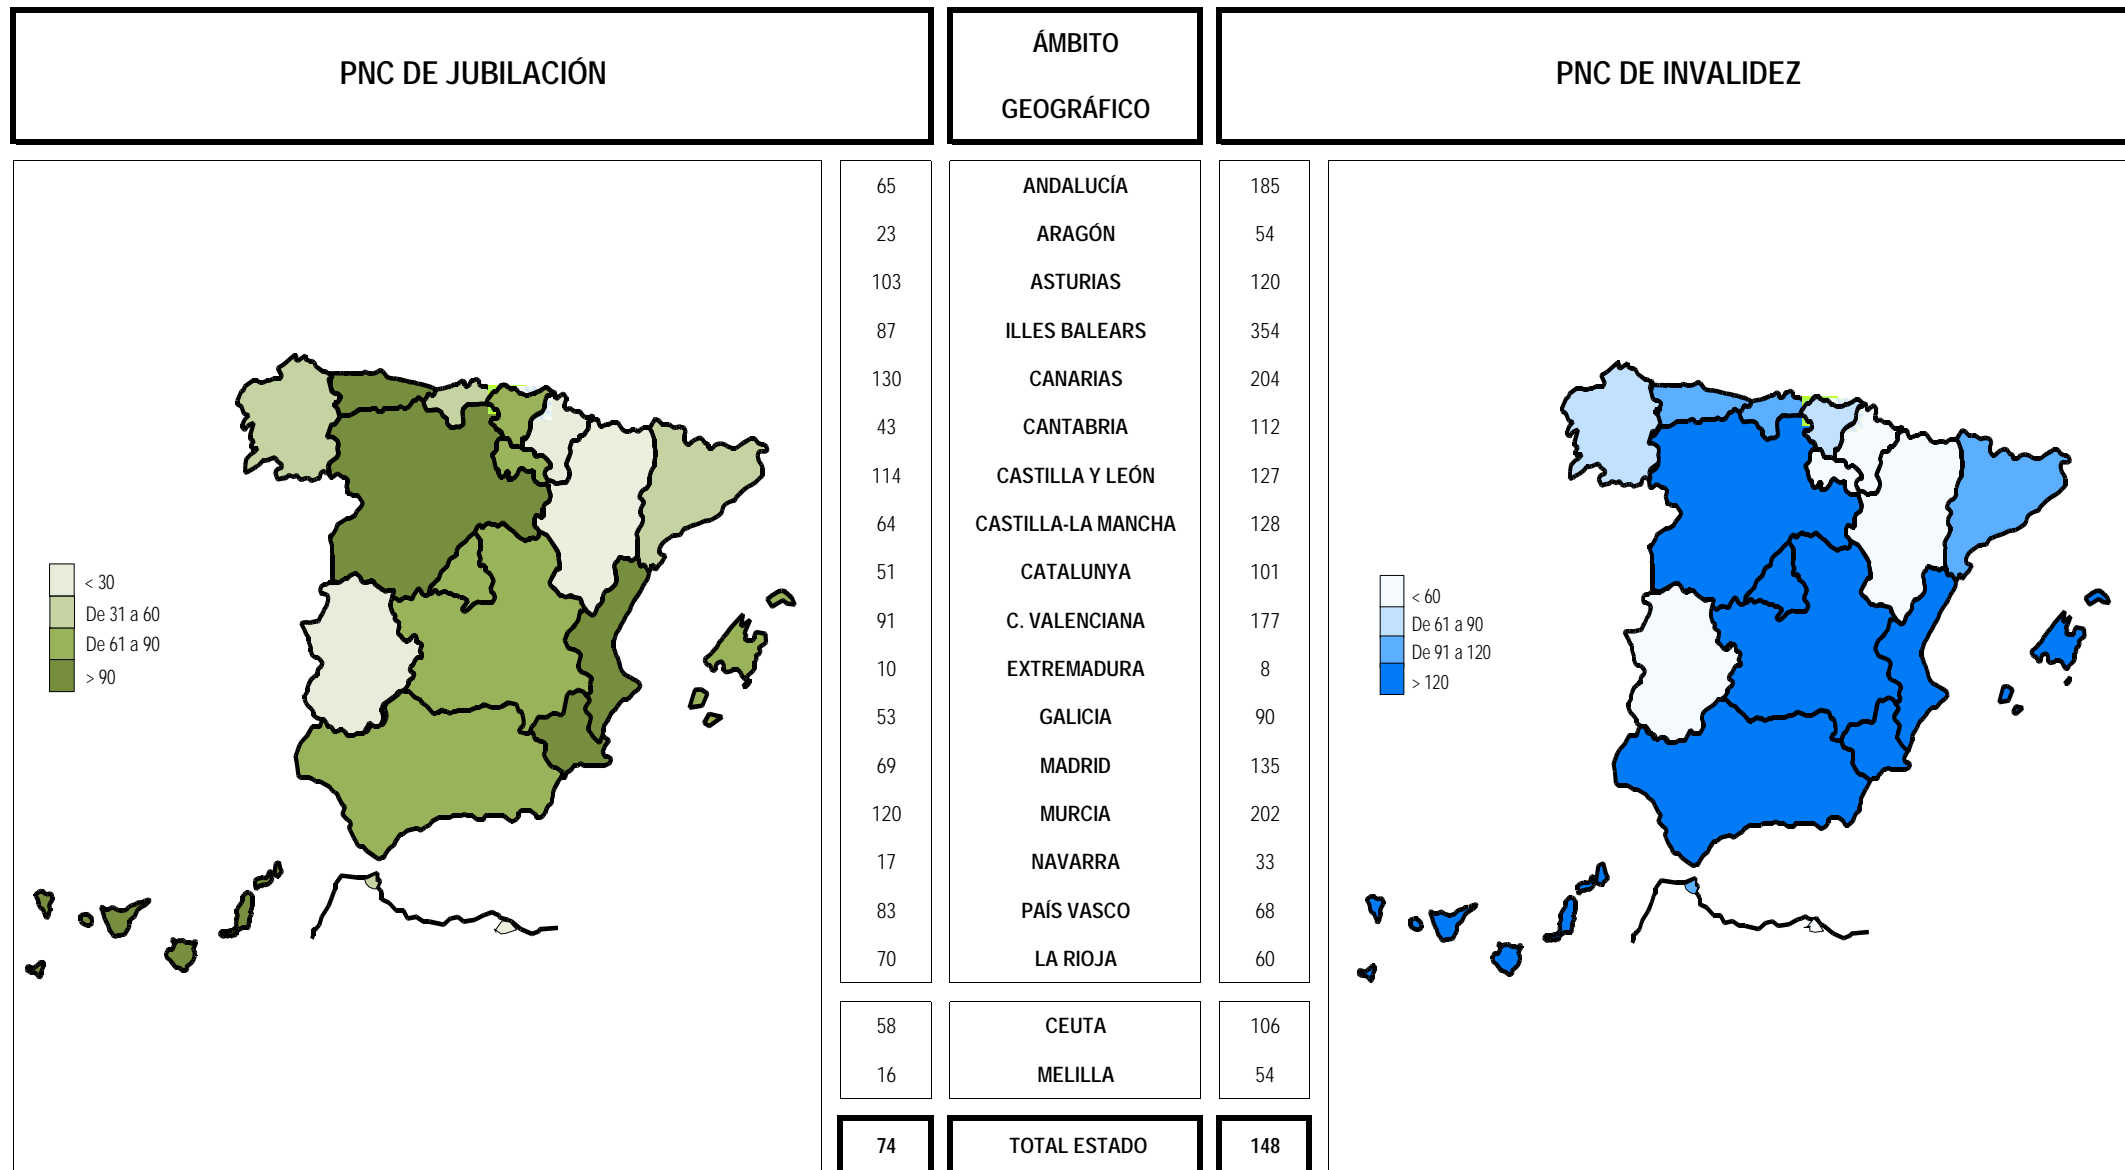 PNC DE JUBILACIÓN
ÁMBITO
GEOGRÁFICO
PNC DE INVALIDEZ
65 ANDALUCÍA 185
23 ARAGÓN 54
103 ASTURIAS 120
87 ILLES BALEARS 354
130 CANARIAS 204
43 CANTABRIA 112
114 CASTILLA Y LEÓN 127
64 CASTILLA-LA MANCHA 128
51 CATALUNYA 101
91 C. VALENCIANA 177
10 EXTREMADURA 8
53 GALICIA 90
69 MADRID 135
120 MURCIA 202
17 NAVARRA 33
83 PAÍS VASCO 68
70 LA RIOJA 60
58 CEUTA 106
16 MELILLA 54
74 TOTAL ESTADO 148
< 30
De 31 a 60
De 61 a 90
> 90
< 60
De 61 a 90
De 91 a 120
> 120